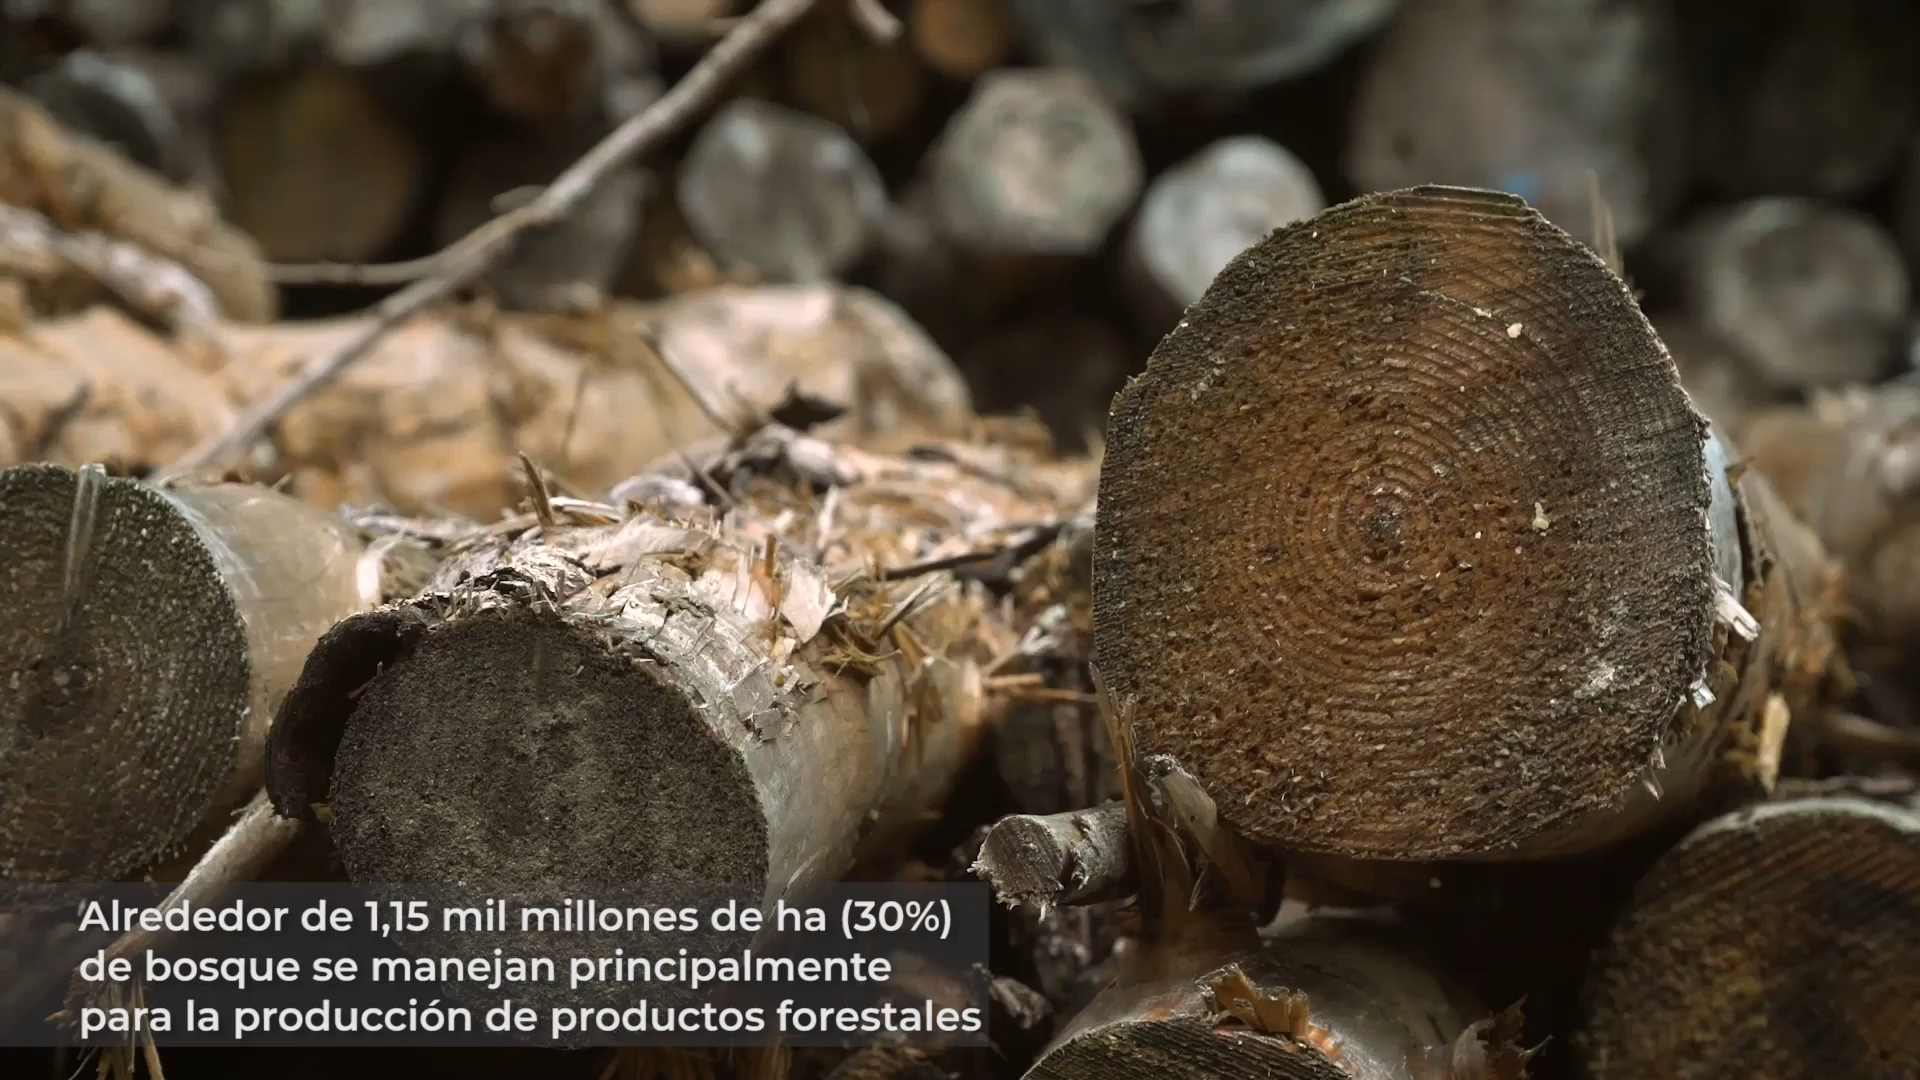 Alrededor de 1,15 mil millones de ha (30%)
de bosque se manejan principalmente
para la producción de productos forestales